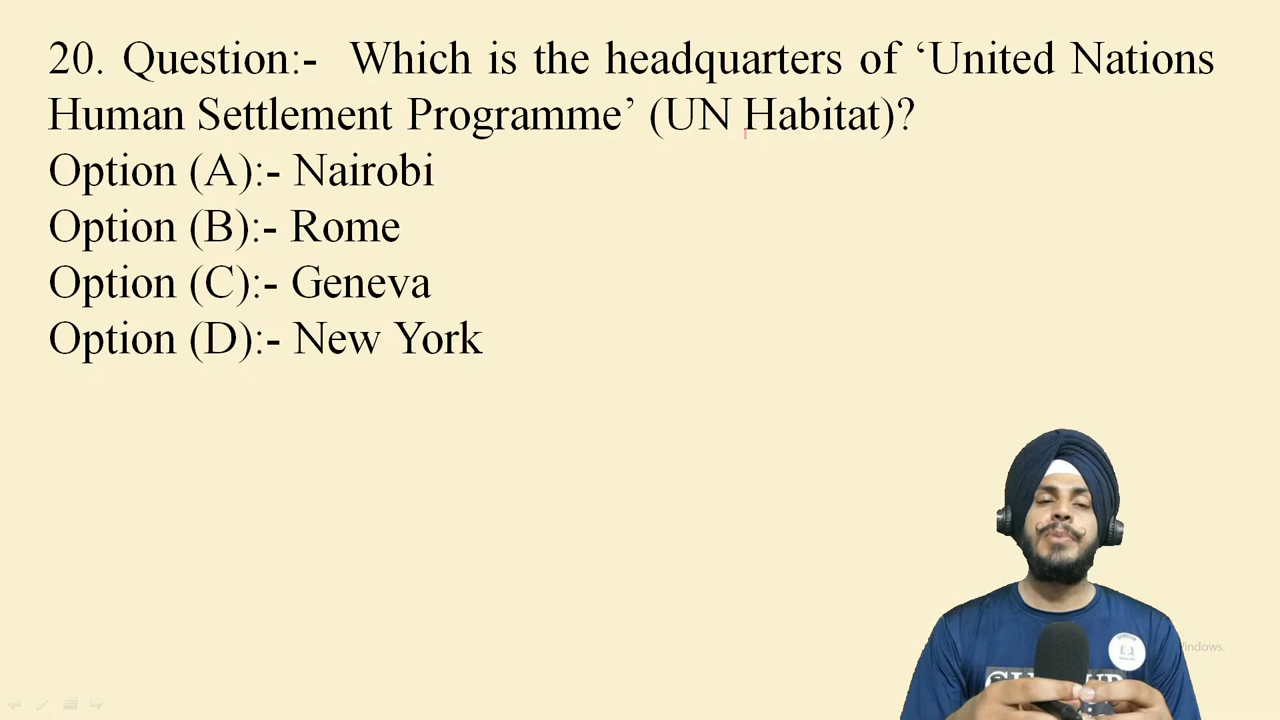 20. Question:- Which is the headquarters of ‘United Nations
Human Settlement Programme’ (UN Habitat)?
Option (A):- Nairobi
Option (B):- Rome
Option (C):- Geneva
Option (D):- New York